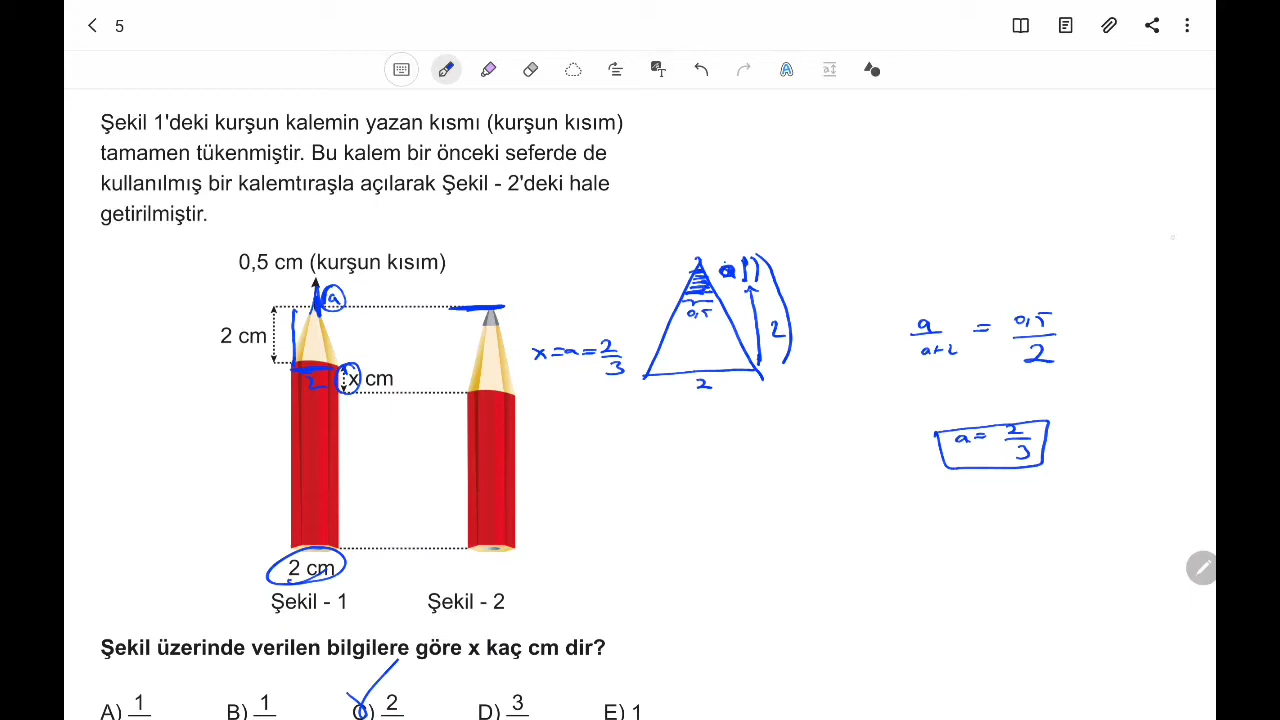 5
Şekil 1'deki kurşun kalemin yazan kısmı (kurşun kısım)
tamamen tükenmiştir. Bu kalem bir önceki seferde de
kullanılmış bir kalemtıraşla açılarak Şekil - 2'deki hale
getirilmiştir.
0,5 cm (kurşun kısım)
a
2 cm
2
x cm
x=a=2/3
a
0,5
2
2
a/a+2 = 0,5/2
a= 2/3
2 cm
Şekil - 1 Şekil - 2
Şekil üzerinde verilen bilgilere göre x kaç cm dir?
A) 1 B) 1 C) 2 D) 3 E) 1